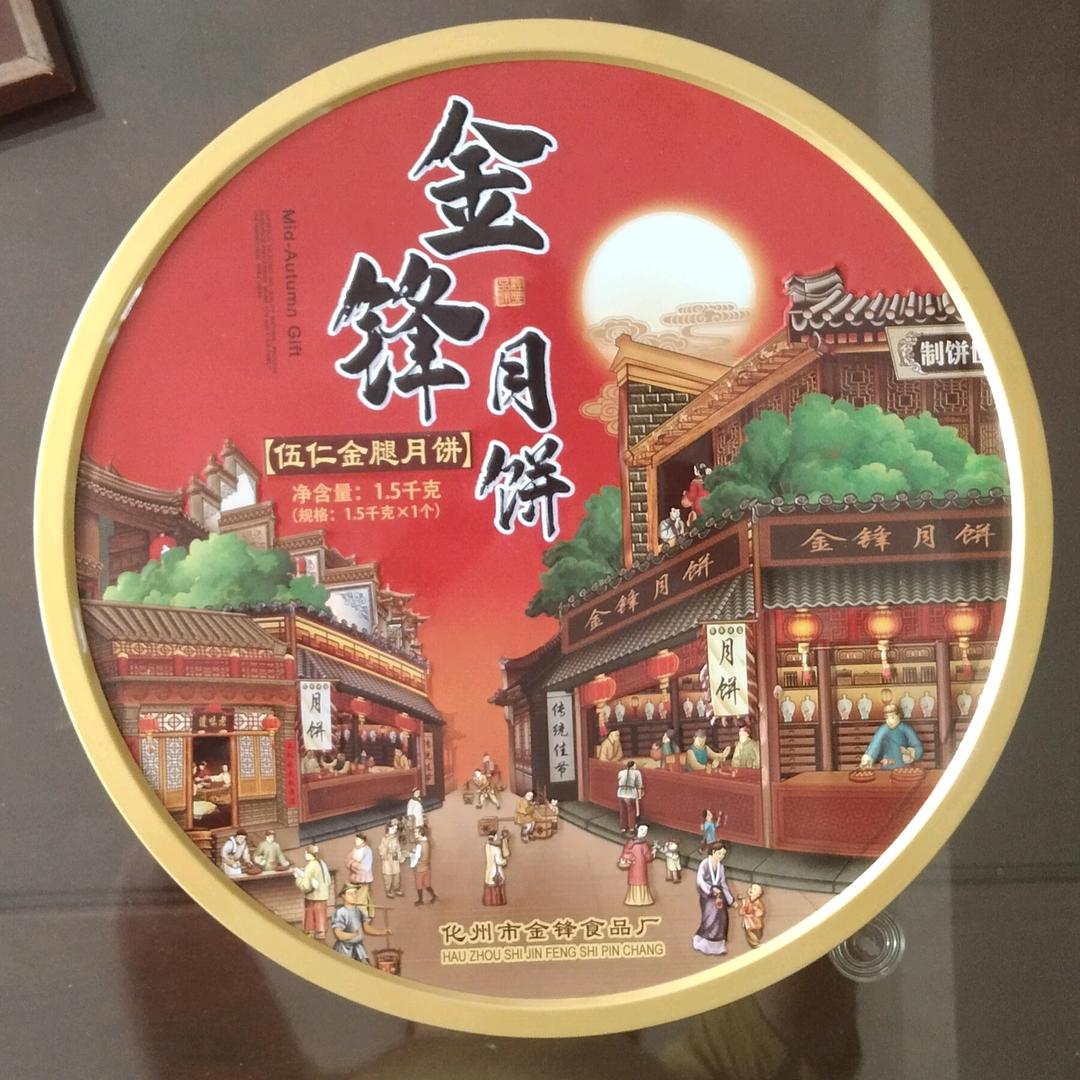 金锋
月饼
Mid-Autumn Gift
【伍仁金腿月饼】
净含量：1.5千克
（规格：1.5千克×1个）
制饼
金锋月饼
金锋月饼
月饼
月饼
传统佳节
化州市金锋食品厂
HAU ZHOU SHI JIN FENG SHI PIN CHANG